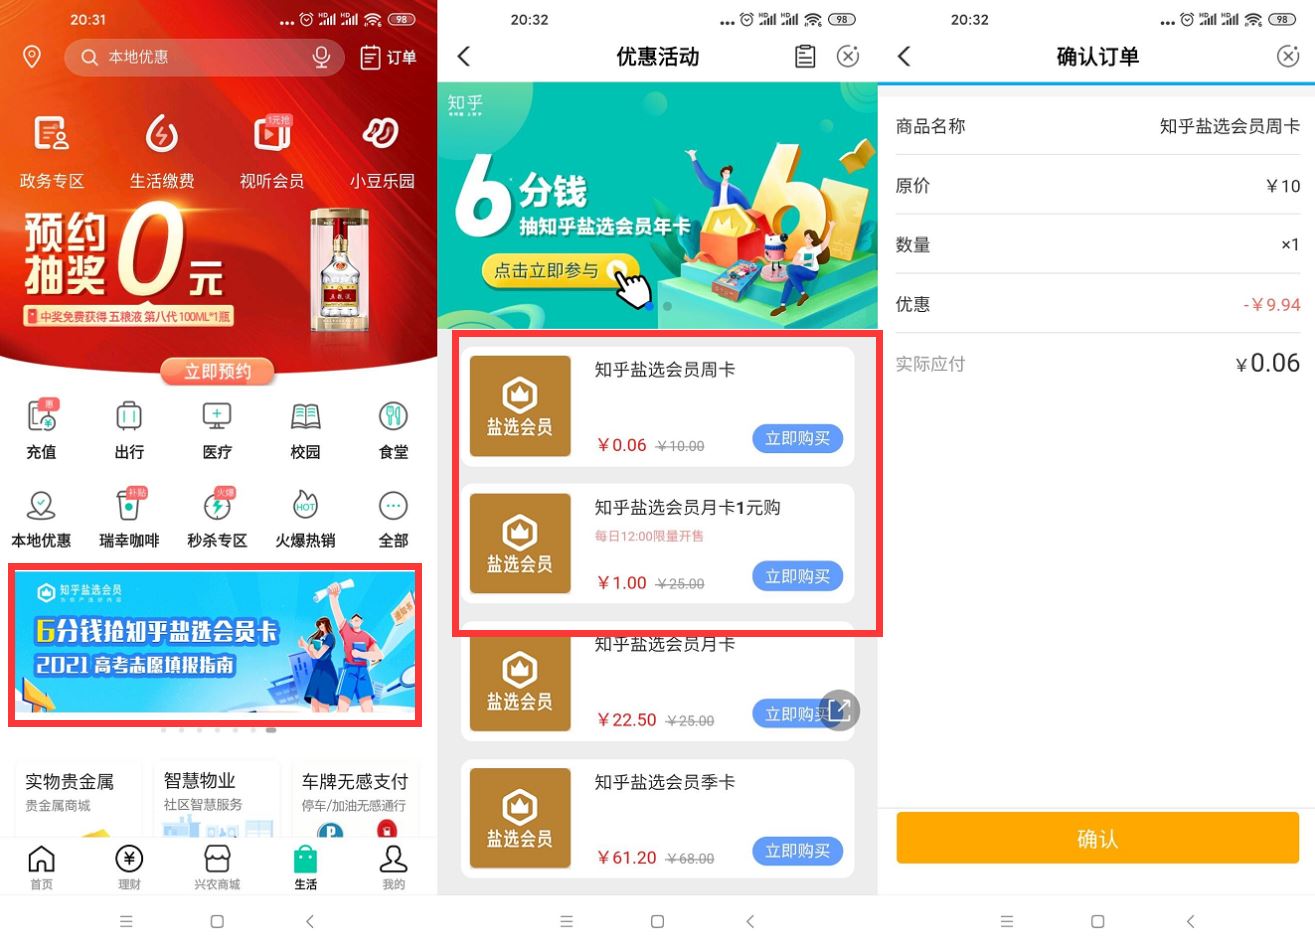 20:31
98
本地优惠
订单
1元抢
政务专区
生活缴费
视听会员
小豆乐园
预约
抽奖
0元
中奖免费获得 五粮液 第八代 100ML*1瓶
立即预约
惠
充值
出行
医疗
校园
食堂
补贴
火爆
HOT
本地优惠
瑞幸咖啡
秒杀专区
火爆热销
全部
知乎盐选会员
6分钱抢知乎盐选会员卡
2021高考志愿填报指南
实物贵金属
贵金属商城
智慧物业
社区智慧服务
车牌无感支付
停车/加油无感通行
P
首页
理财
兴农商城
生活
我的
20:32
98
优惠活动
知乎
6分钱
抽知乎盐选会员年卡
点击立即参与
盐选会员
知乎盐选会员周卡
￥0.06 ￥10.00
立即购买
盐选会员
知乎盐选会员月卡1元购
每日12:00限量开售
￥1.00 ￥25.00
立即购买
盐选会员
知乎盐选会员月卡
￥22.50 ￥25.00
立即购买
盐选会员
知乎盐选会员季卡
￥61.20 ￥68.00
立即购买
20:32
98
确认订单
商品名称 知乎盐选会员周卡
原价 ￥10
数量 ×1
优惠 -￥9.94
实际应付 ￥0.06
确认